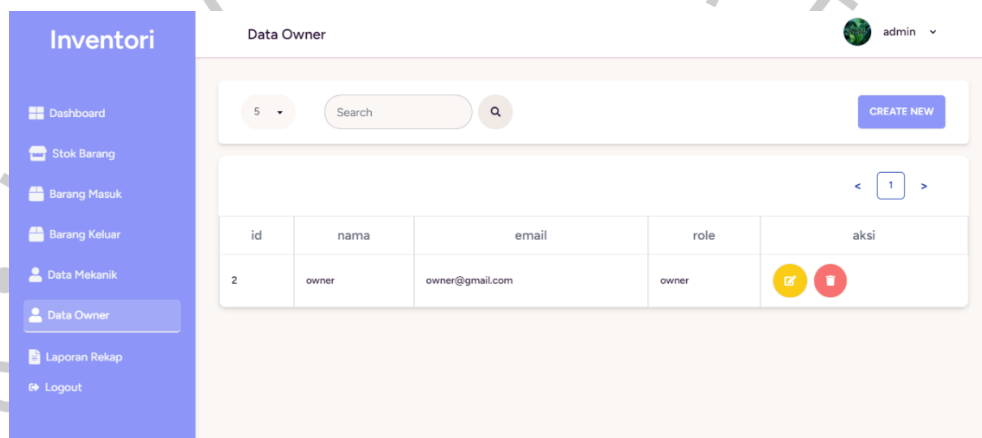 Inventori
Data Owner
admin
Dashboard
Stok Barang
Barang Masuk
Barang Keluar
Data Mekanik
Data Owner
Laporan Rekap
Logout
5
Search
CREATE NEW
< 1 >
id nama email role aksi
2 owner owner@gmail.com owner